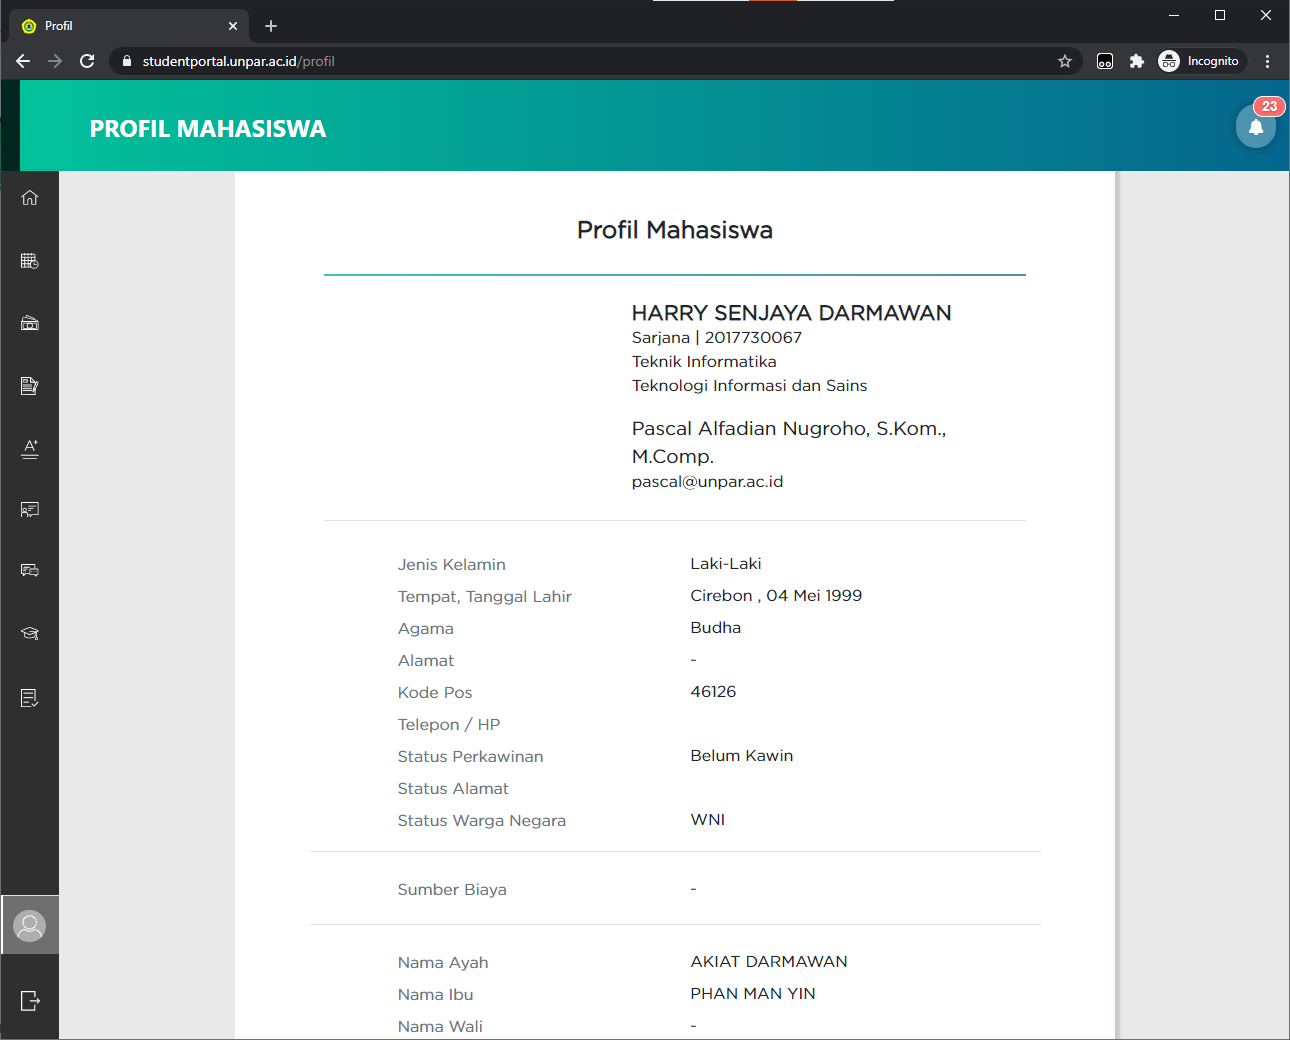 Profil
studentportal.unpar.ac.id/profil
Incognito
PROFIL MAHASISWA
23
Profil Mahasiswa
HARRY SENJAYA DARMAWAN
Sarjana | 2017730067
Teknik Informatika
Teknologi Informasi dan Sains
Pascal Alfadian Nugroho, S.Kom.,
M.Comp.
pascal@unpar.ac.id
Jenis Kelamin Laki-Laki
Tempat, Tanggal Lahir Cirebon , 04 Mei 1999
Agama Budha
Alamat -
Kode Pos 46126
Telepon / HP
Status Perkawinan Belum Kawin
Status Alamat
Status Warga Negara WNI
Sumber Biaya -
Nama Ayah AKIAT DARMAWAN
Nama Ibu PHAN MAN YIN
Nama Wali -